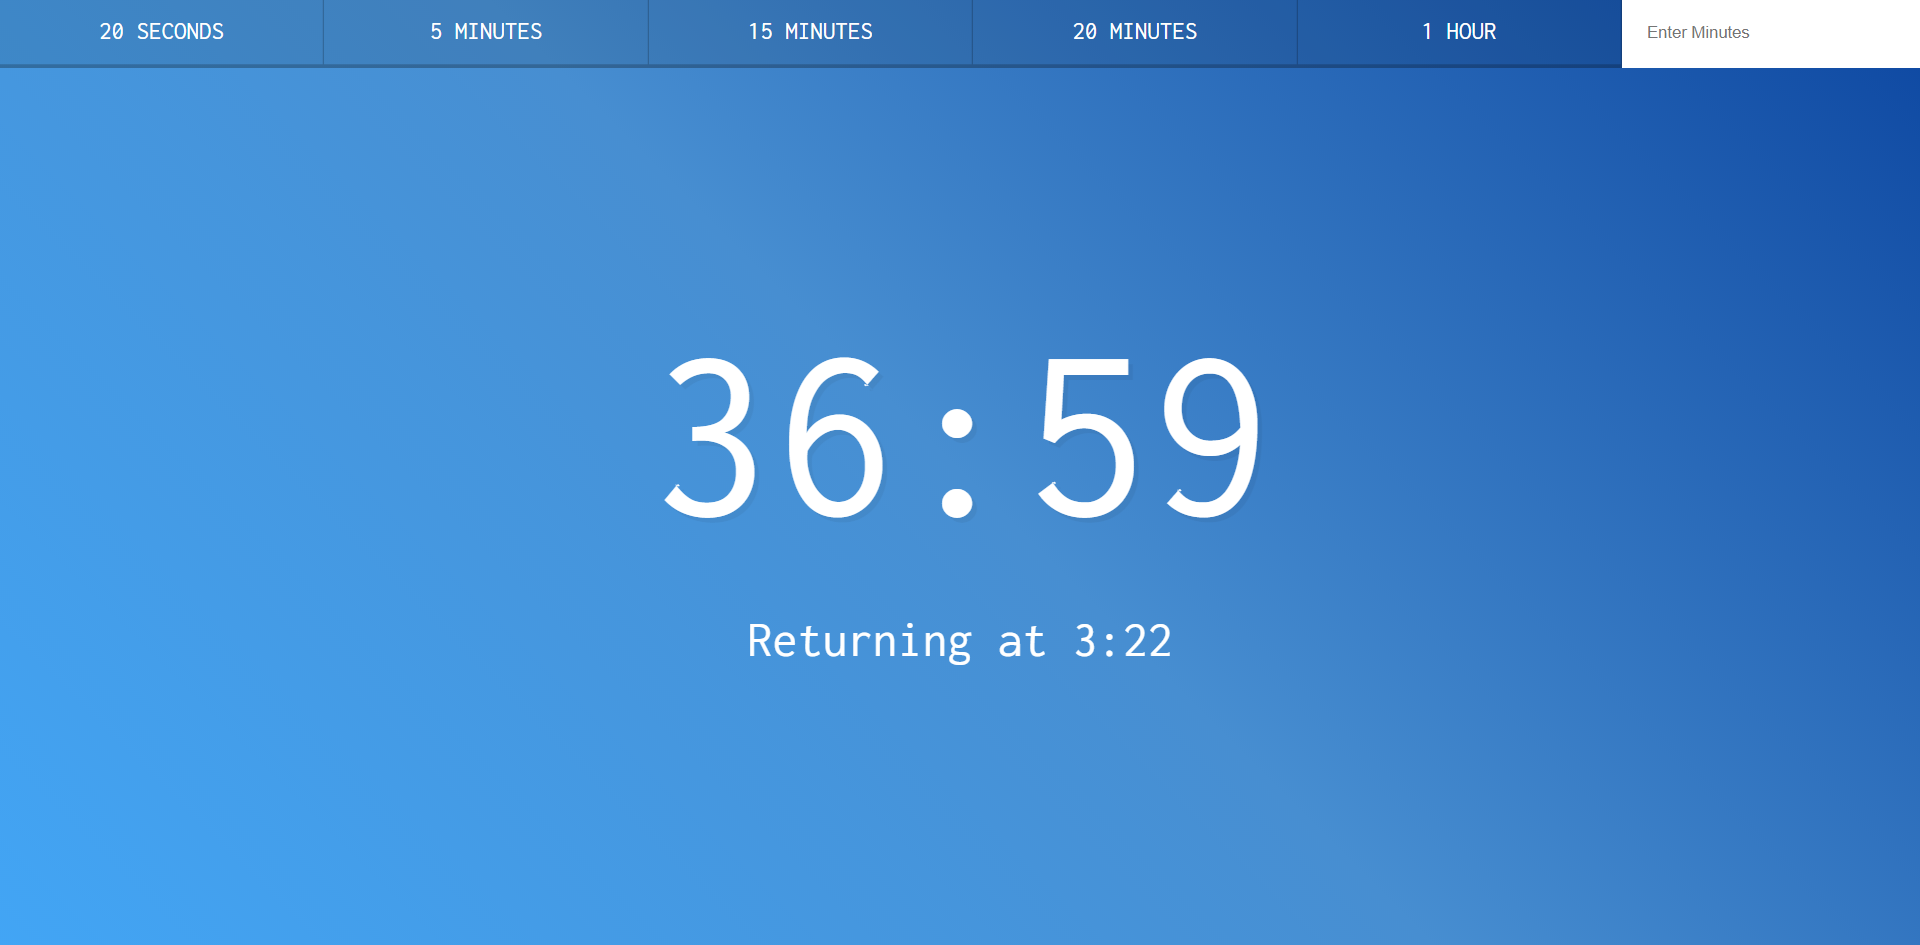 20 SECONDS 5 MINUTES 15 MINUTES 20 MINUTES 1 HOUR Enter Minutes
36:59
Returning at 3:22